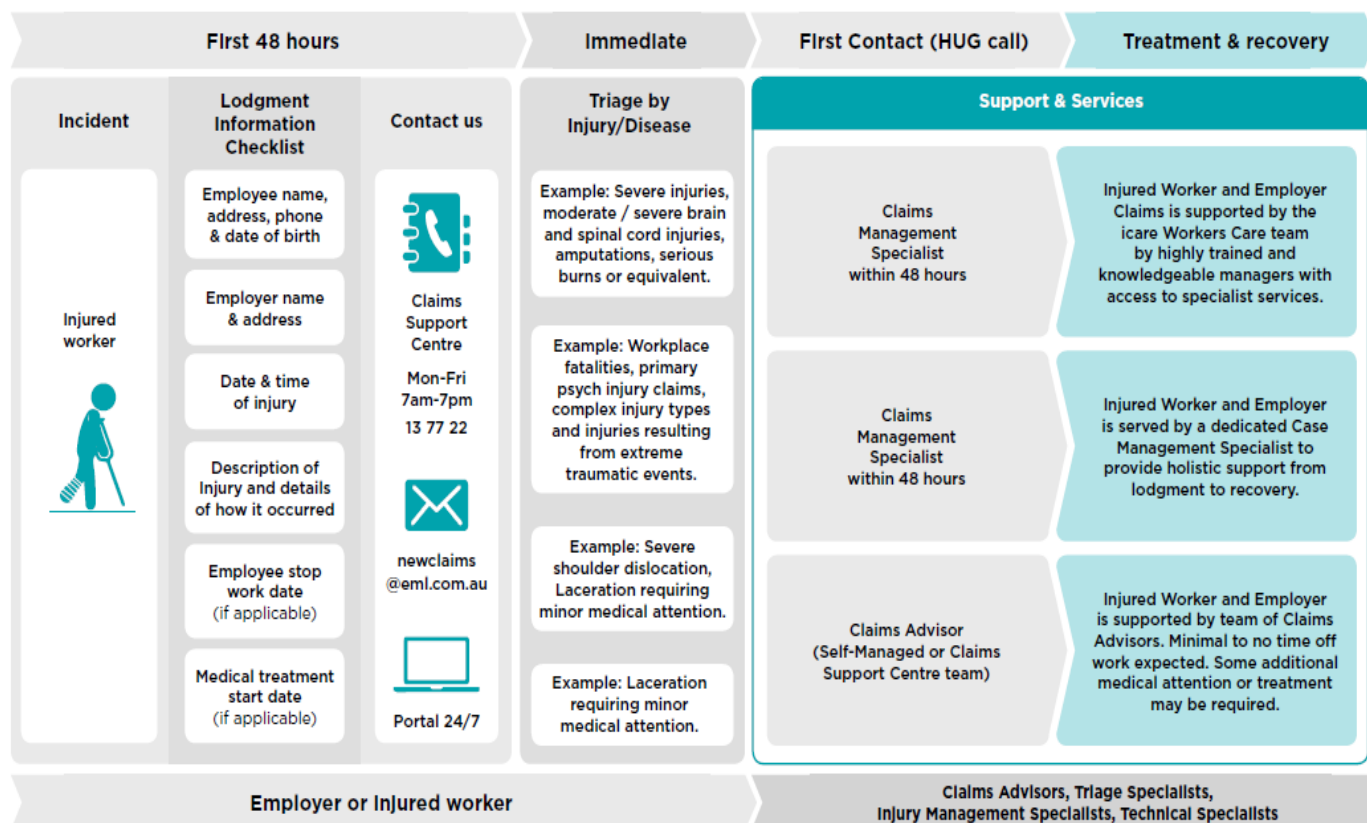 First 48 hours
Immediate
First Contact (HUG call)
Treatment & recovery
Incident
Injured
worker
Lodgment
Information
Checklist
Employee name,
address, phone
& date of birth
Employer name
& address
Date & time
of injury
Description of
Injury and details
of how it occurred
Employee stop
work date
(if applicable)
Medical treatment
start date
(if applicable)
Contact us
Claims
Support
Centre
Mon-Fri
7am-7pm
13 77 22
newclaims
@eml.com.au
Portal 24/7
Triage by
Injury/Disease
Example: Severe injuries,
moderate / severe brain
and spinal cord injuries,
amputations, serious
burns or equivalent.
Example: Workplace
fatalities, primary
psych injury claims,
complex injury types
and injuries resulting
from extreme
traumatic events.
Example: Severe
shoulder dislocation,
Laceration requiring
minor medical attention.
Example: Laceration
requiring minor
medical attention.
Support & Services
Claims
Management
Specialist
within 48 hours
Injured Worker and Employer
Claims is supported by the
icare Workers Care team
by highly trained and
knowledgeable managers with
access to specialist services.
Claims
Management
Specialist
within 48 hours
Injured Worker and Employer
is served by a dedicated Case
Management Specialist to
provide holistic support from
lodgment to recovery.
Claims Advisor
(Self-Managed or Claims
Support Centre team)
Injured Worker and Employer
is supported by team of Claims
Advisors. Minimal to no time off
work expected. Some additional
medical attention or treatment
may be required.
Employer or Injured worker
Claims Advisors, Triage Specialists,
Injury Management Specialists, Technical Specialists